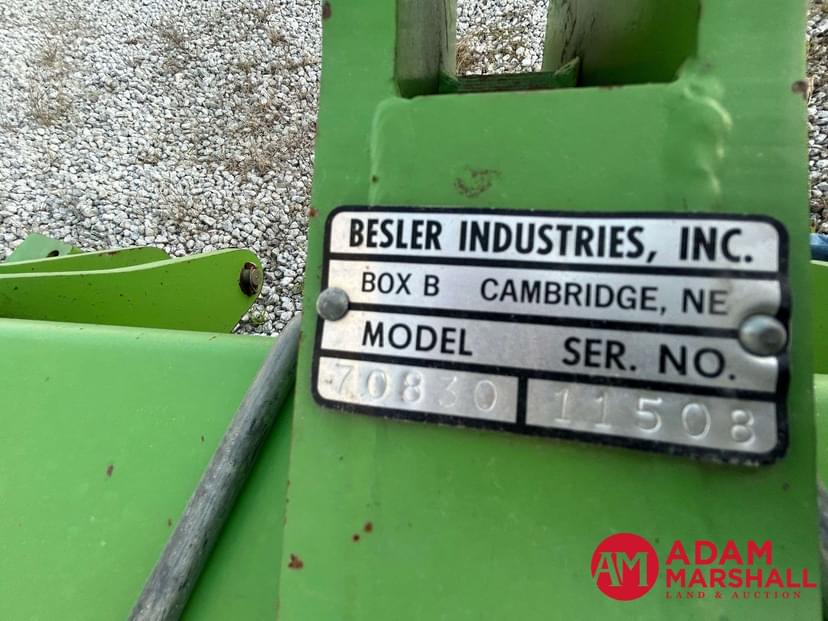 BESLER INDUSTRIES, INC.
BOX B CAMBRIDGE, NE
MODEL SER. NO.
70830 11508
AM ADAM
MARSHALL
LAND & AUCTION